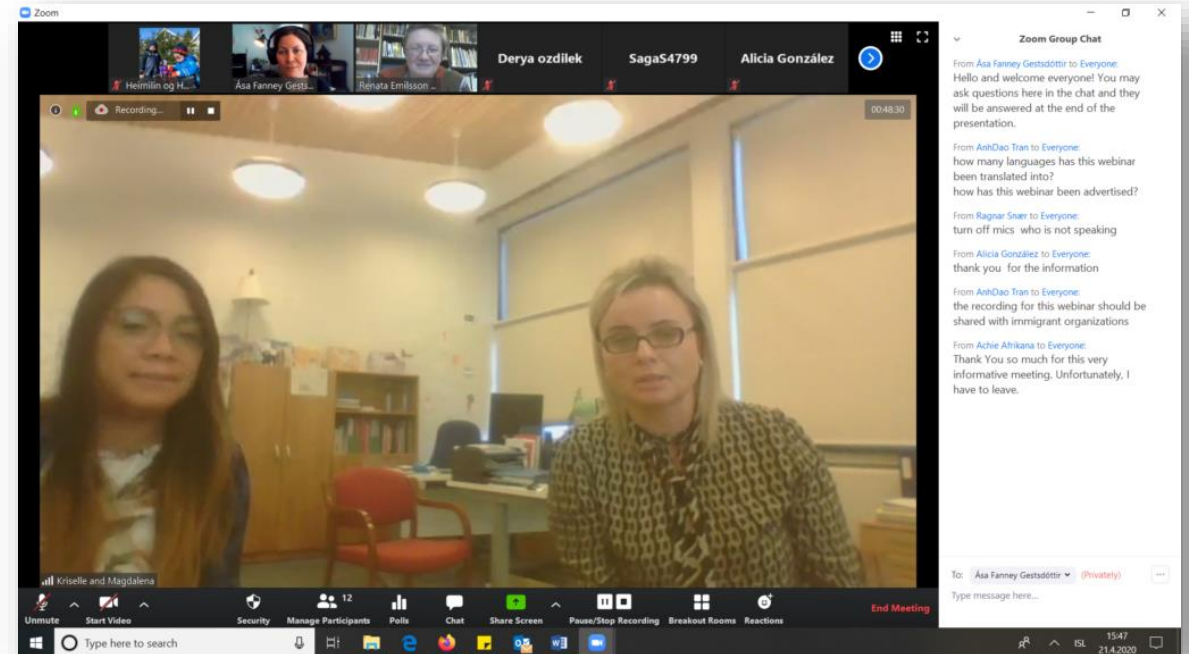 Zoom
Heimilin og H...
Ása Fanney Gests...
Renata Emilsson ...
Derya ozdilek
SagaS4799
Alicia González
Recording...
00:48:30
Kriselle and Magdalena
Unmute
Start Video
Security
12
Manage Participants
Polls
Chat
Share Screen
Pause/Stop Recording
Breakout Rooms
Reactions
End Meeting
Type here to search
ISL
15:47
21.4.2020
Zoom Group Chat
From Ása Fanney Gestsdóttir to Everyone:
Hello and welcome everyone! You may
ask questions here in the chat and they
will be answered at the end of the
presentation.
From AnhDao Tran to Everyone:
how many languages has this webinar
been translated into?
how has this webinar been advertised?
From Ragnar Snær to Everyone:
turn off mics who is not speaking
From Alicia González to Everyone:
thank you for the information
From AnhDao Tran to Everyone:
the recording for this webinar should be
shared with immigrant organizations
From Achie Afrikana to Everyone:
Thank You so much for this very
informative meeting. Unfortunately, I
have to leave.
To: Ása Fanney Gestsdóttir (Privately)
Type message here...